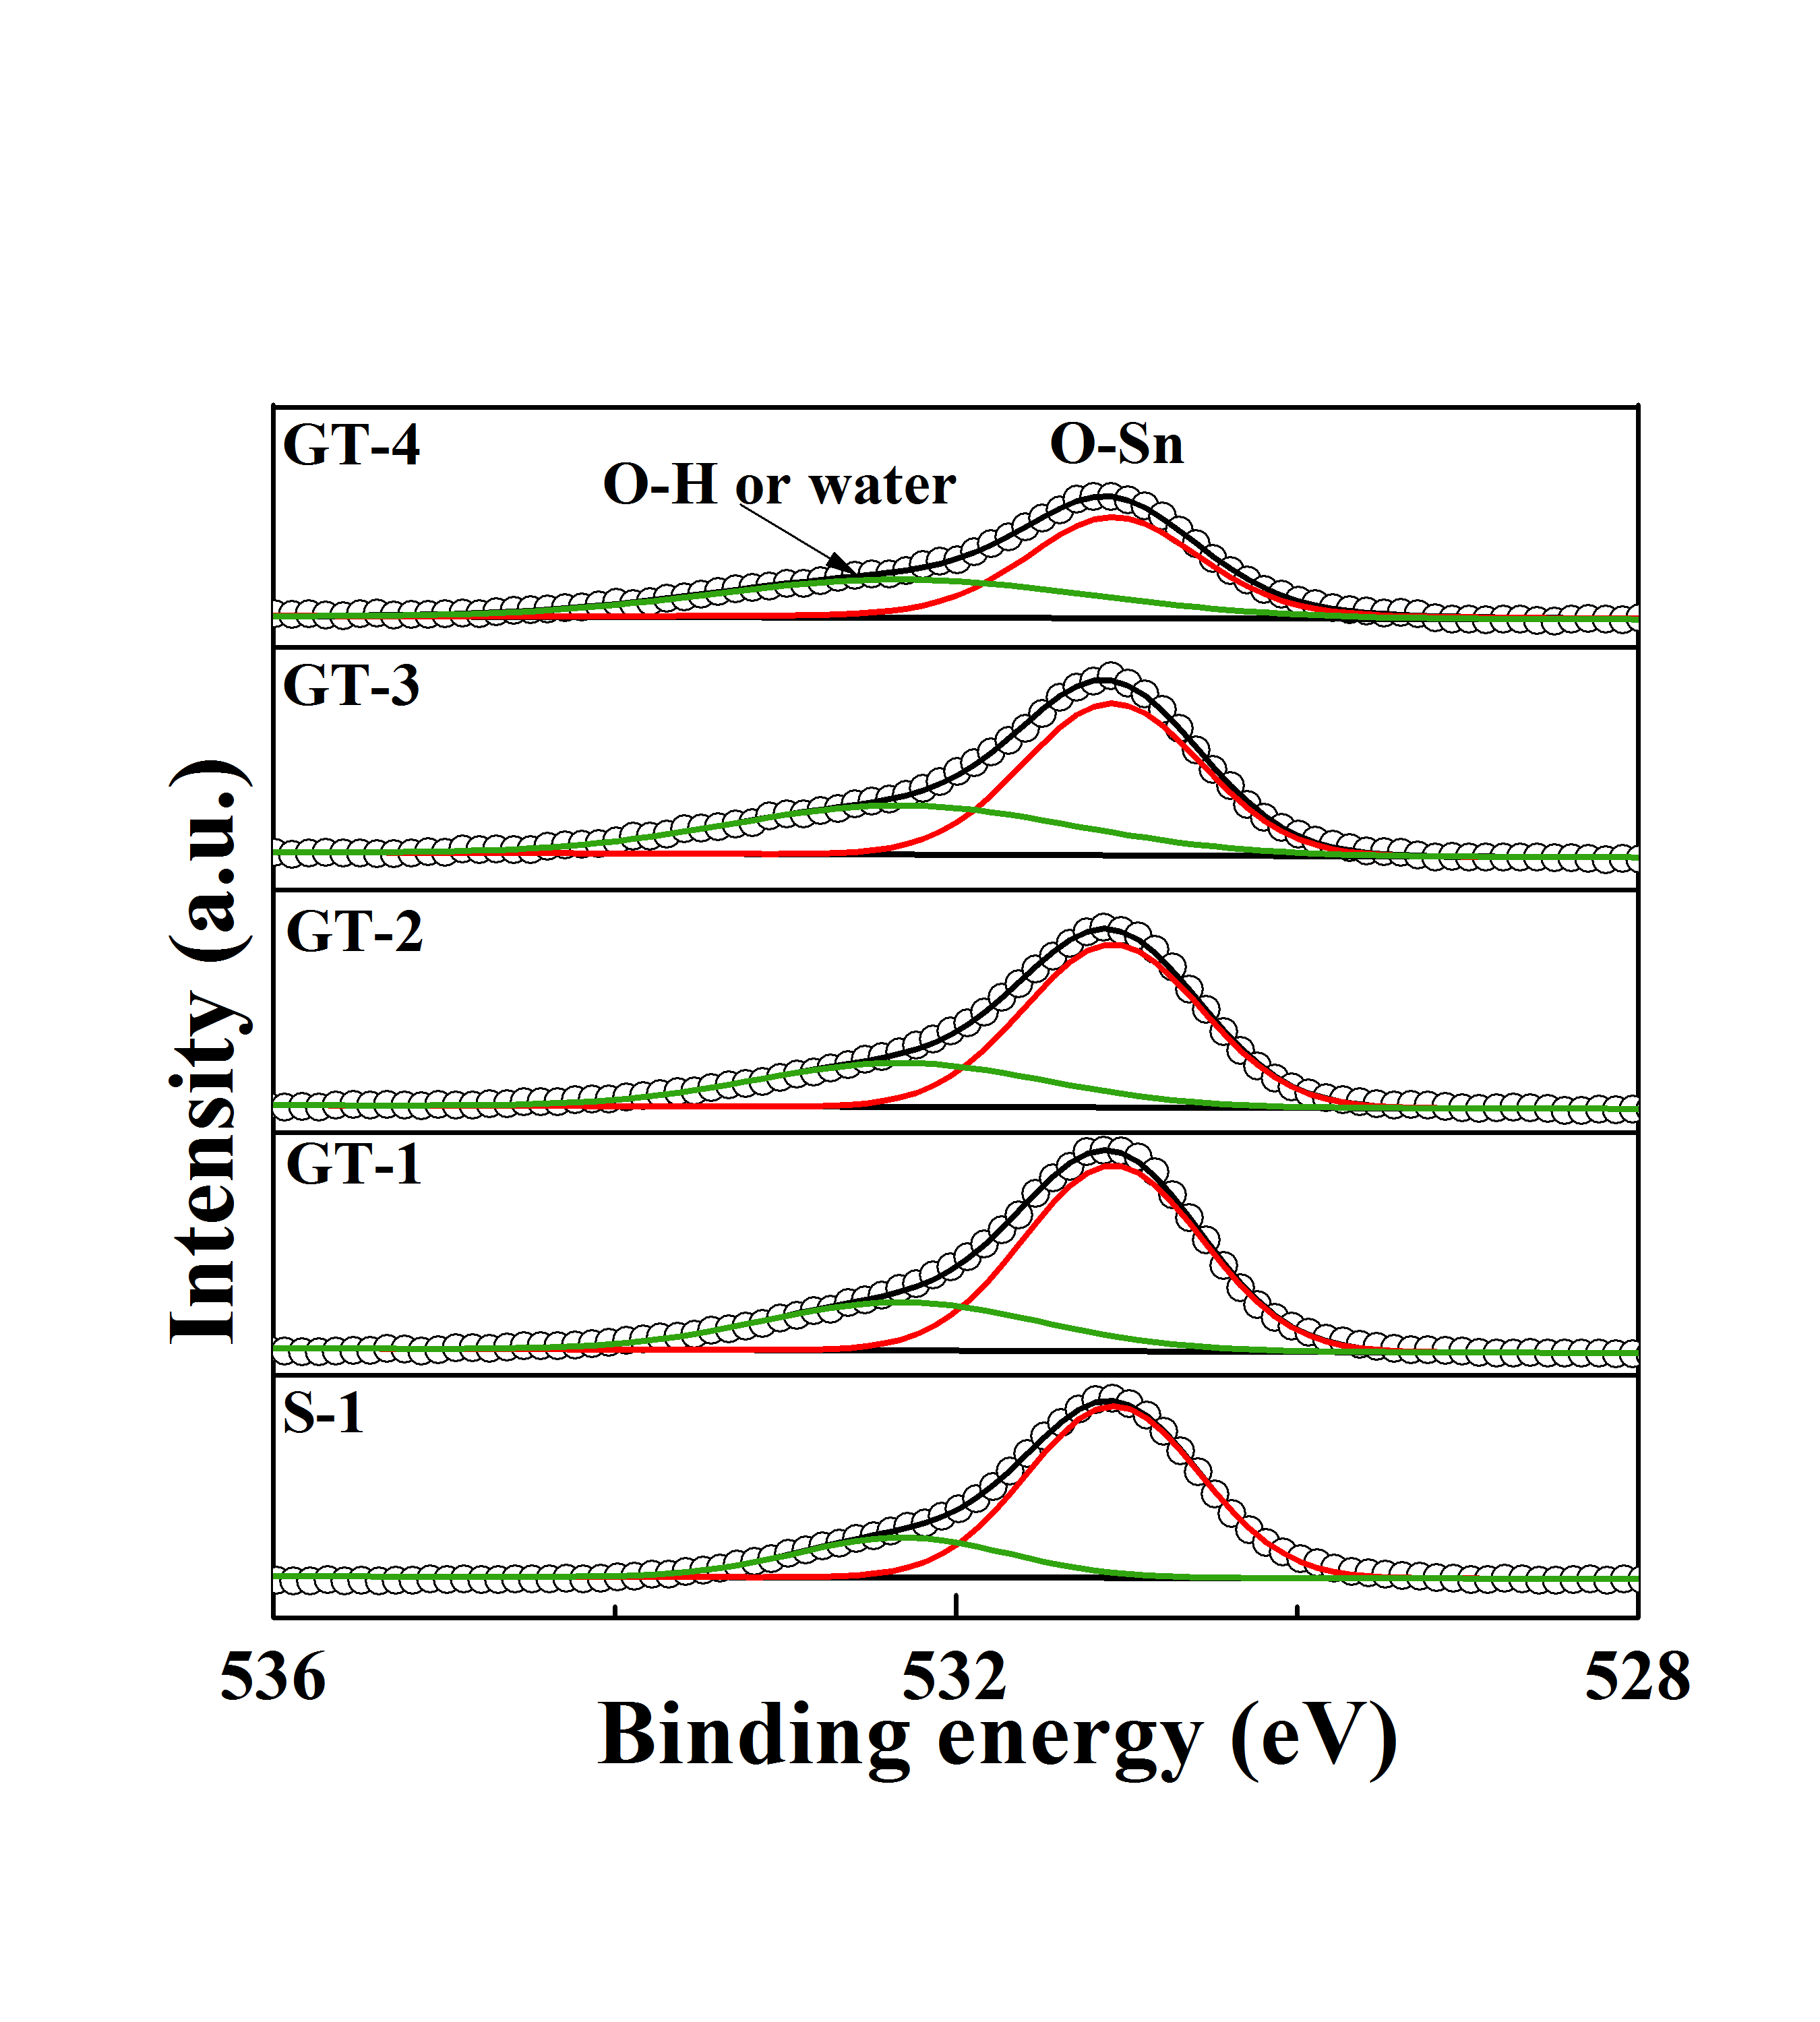 GT-4
O-Sn
O-H or water
GT-3
GT-2
GT-1
S-1
Intensity (a.u.)
536
532
528
Binding energy (eV)